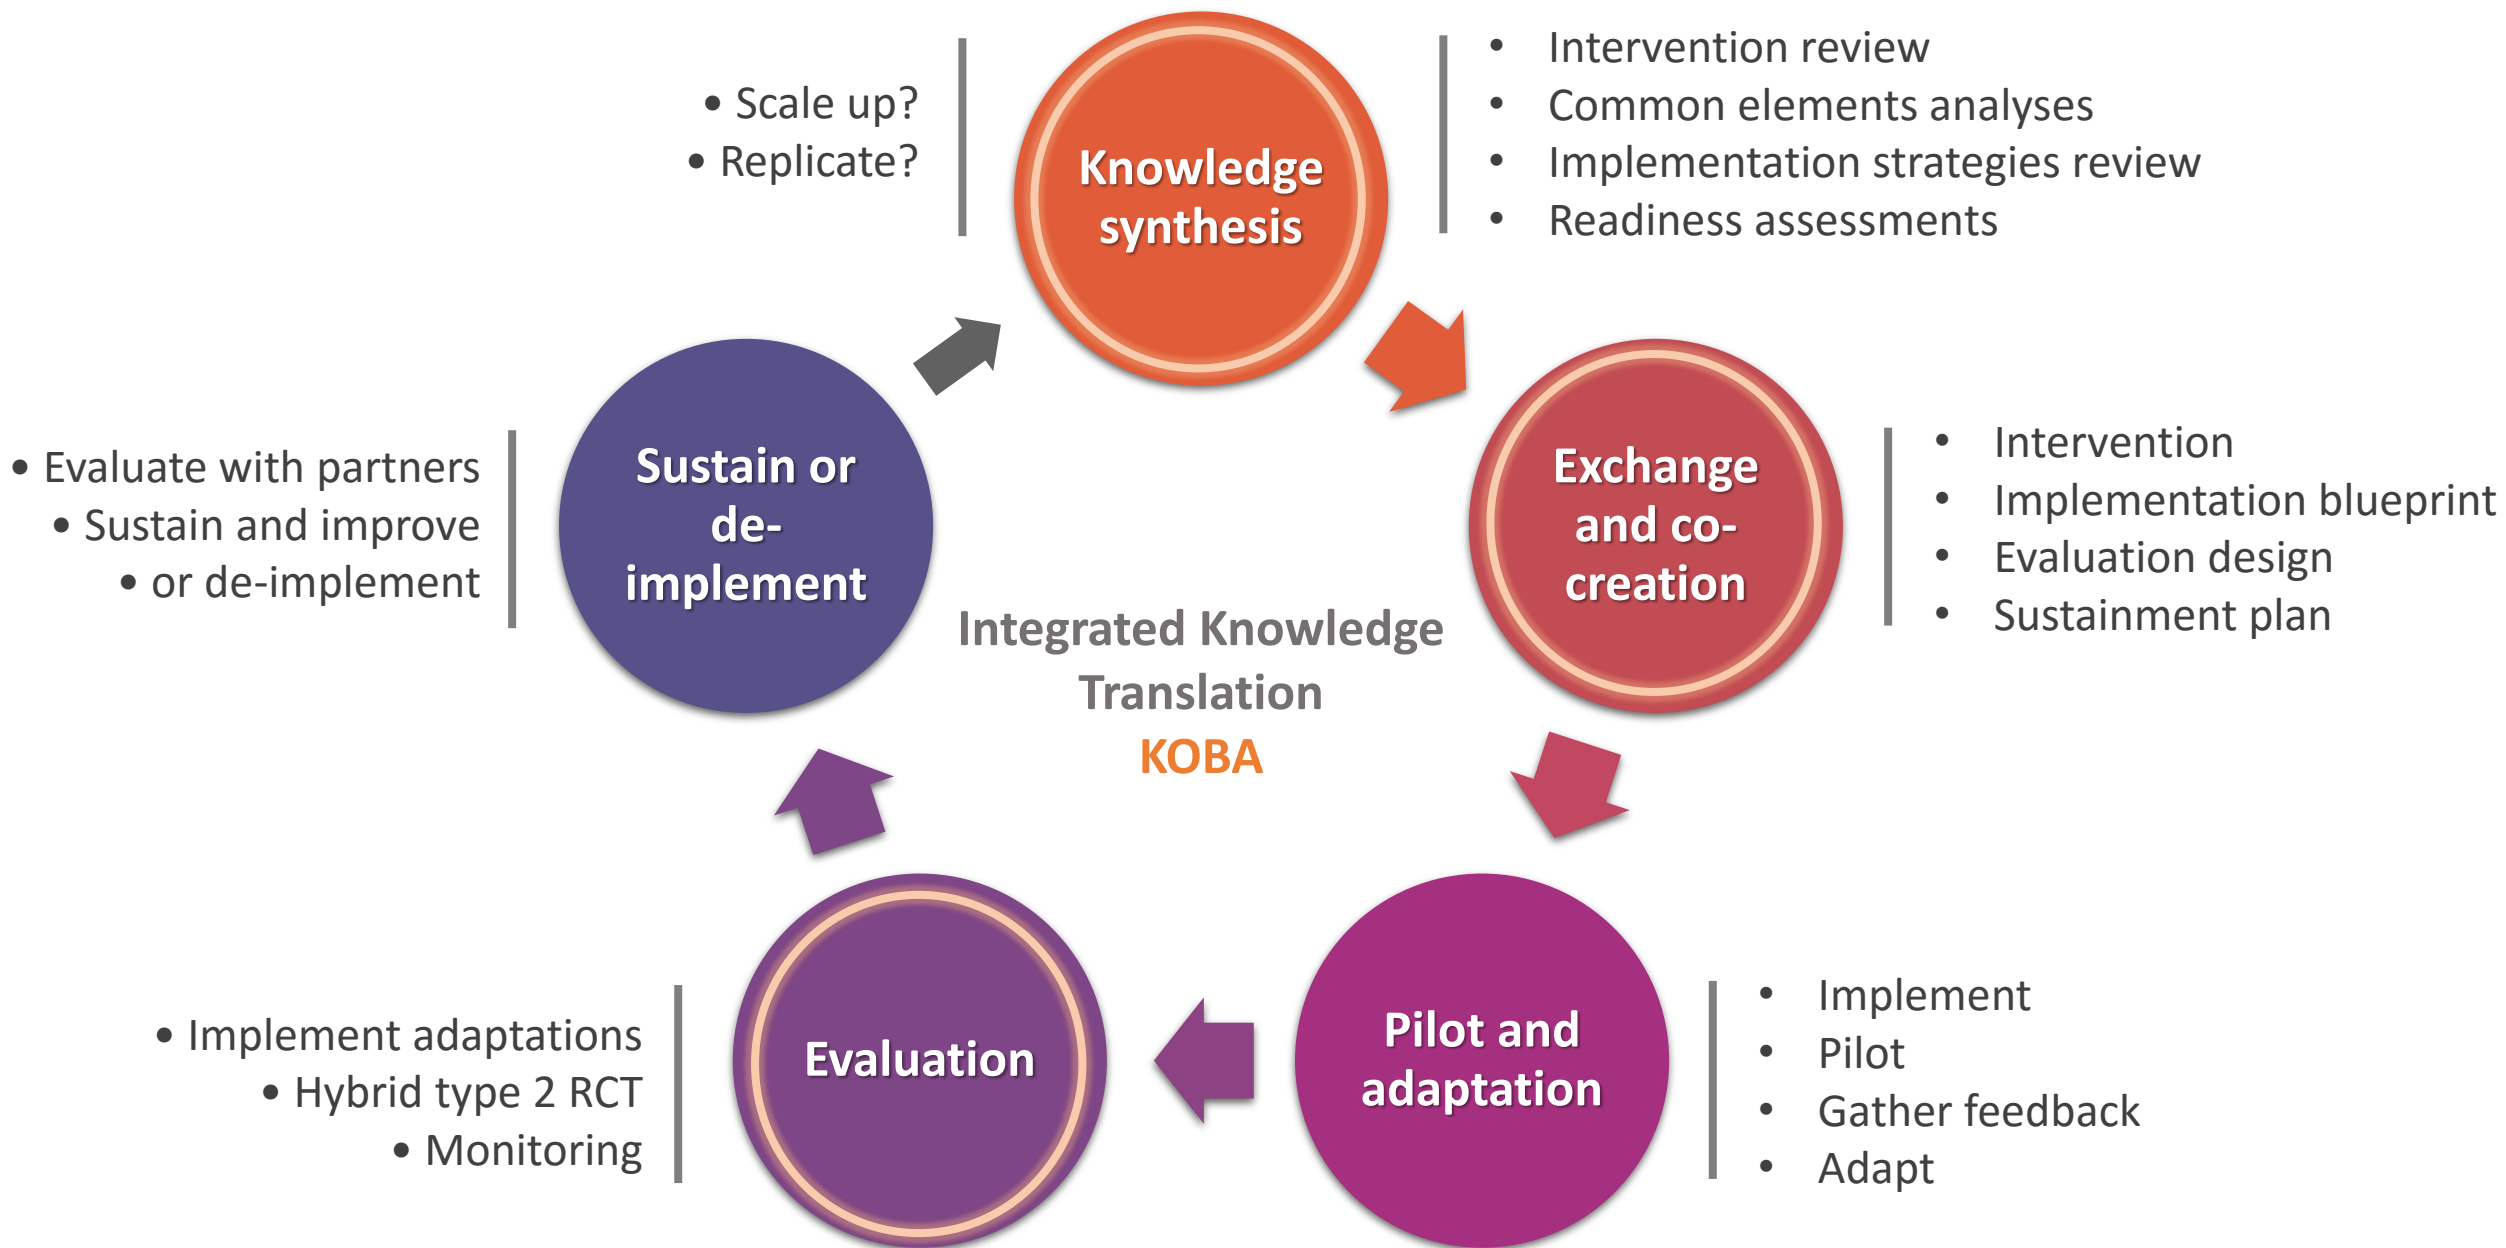 • Scale up?
• Replicate?
Knowledge
synthesis
• Intervention review
• Common elements analyses
• Implementation strategies review
• Readiness assessments
Exchange
and co-
creation
• Intervention
• Implementation blueprint
• Evaluation design
• Sustainment plan
Pilot and
adaptation
• Implement
• Pilot
• Gather feedback
• Adapt
Evaluation
• Implement adaptations
• Hybrid type 2 RCT
• Monitoring
Sustain or
de-
implement
• Evaluate with partners
• Sustain and improve
• or de-implement
Integrated Knowledge
Translation
KOBA